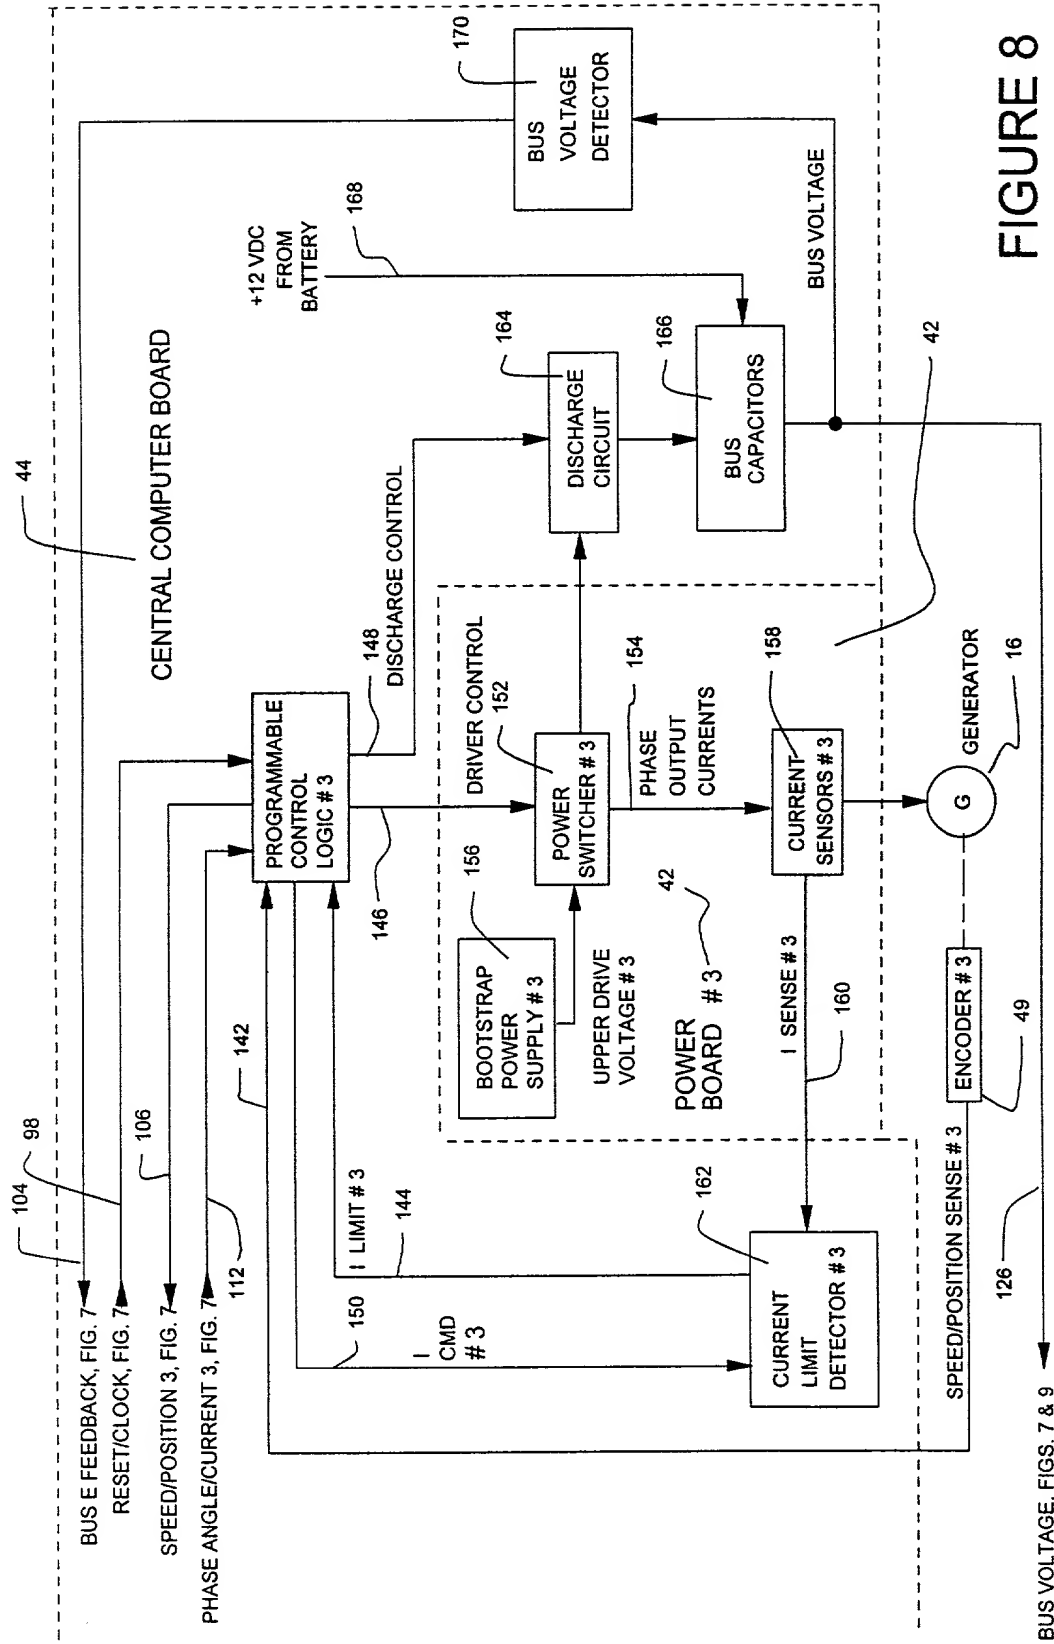 BUS E FEEDBACK, FIG. 7
104
RESET/CLOCK, FIG. 7
98
SPEED/POSITION 3, FIG. 7
106
PHASE ANGLE/CURRENT 3, FIG. 7
112
44
CENTRAL COMPUTER BOARD
142
PROGRAMMABLE
CONTROL
LOGIC # 3
150
I
CMD
# 3
I LIMIT # 3
144
146
148
DISCHARGE CONTROL
+12 VDC
FROM
BATTERY
168
170
BUS
VOLTAGE
DETECTOR
156
BOOTSTRAP
POWER
SUPPLY # 3
DRIVER CONTROL
152
POWER
SWITCHER # 3
UPPER DRIVE
VOLTAGE # 3
164
DISCHARGE
CIRCUIT
154
PHASE
OUTPUT
CURRENTS
166
BUS
CAPACITORS
42
POWER
BOARD # 3
162
CURRENT
LIMIT
DETECTOR # 3
I SENSE # 3
160
158
CURRENT
SENSORS # 3
BUS VOLTAGE
42
SPEED/POSITION SENSE # 3
ENCODER # 3
49
G
GENERATOR
16
126
BUS VOLTAGE, FIGS. 7 & 9
FIGURE 8